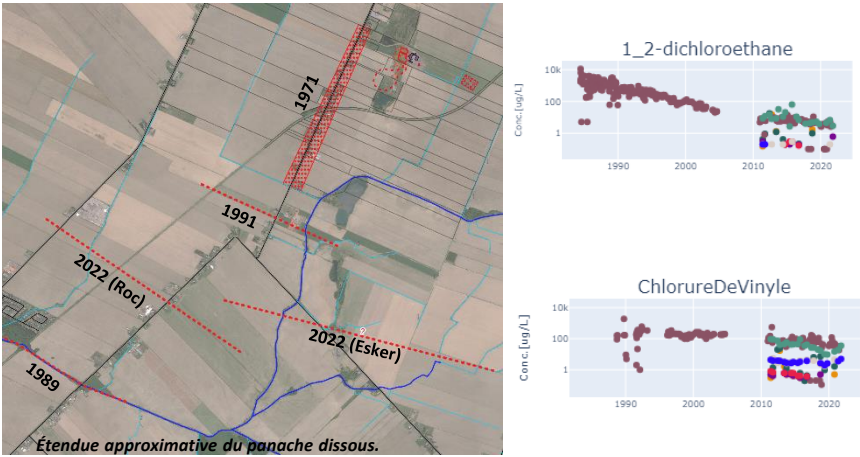 1971
1991
2022 (Roc)
2022 (Esker)
?
1989
Étendue approximative du panache dissous.
1_2-dichloroethane
Conc.[ug/L]
10k
100
1
1990
2000
2010
2020
ChlorureDeVinyle
Conc.[ug/L]
10k
100
1
1990
2000
2010
2020